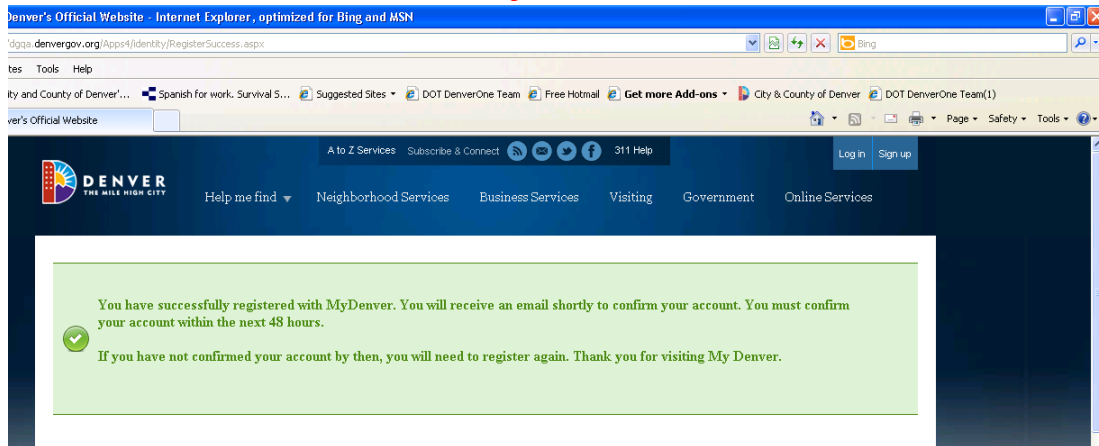 Denver's Official Website - Internet Explorer, optimized for Bing and MSN
dgqa.denvergov.org/Apps4/identity/RegisterSuccess.aspx
Bing
tes Tools Help
ity and County of Denver'... Spanish for work. Survival S... Suggested Sites DOT DenverOne Team Free Hotmail Get more Add-ons City & County of Denver DOT DenverOne Team(1)
ver's Official Website
Page Safety Tools
A to Z Services Subscribe & Connect 311 Help Log in Sign up
DENVER
THE MILE HIGH CITY
Help me find Neighborhood Services Business Services Visiting Government Online Services
You have successfully registered with MyDenver. You will receive an email shortly to confirm your account. You must confirm
your account within the next 48 hours.
If you have not confirmed your account by then, you will need to register again. Thank you for visiting My Denver.